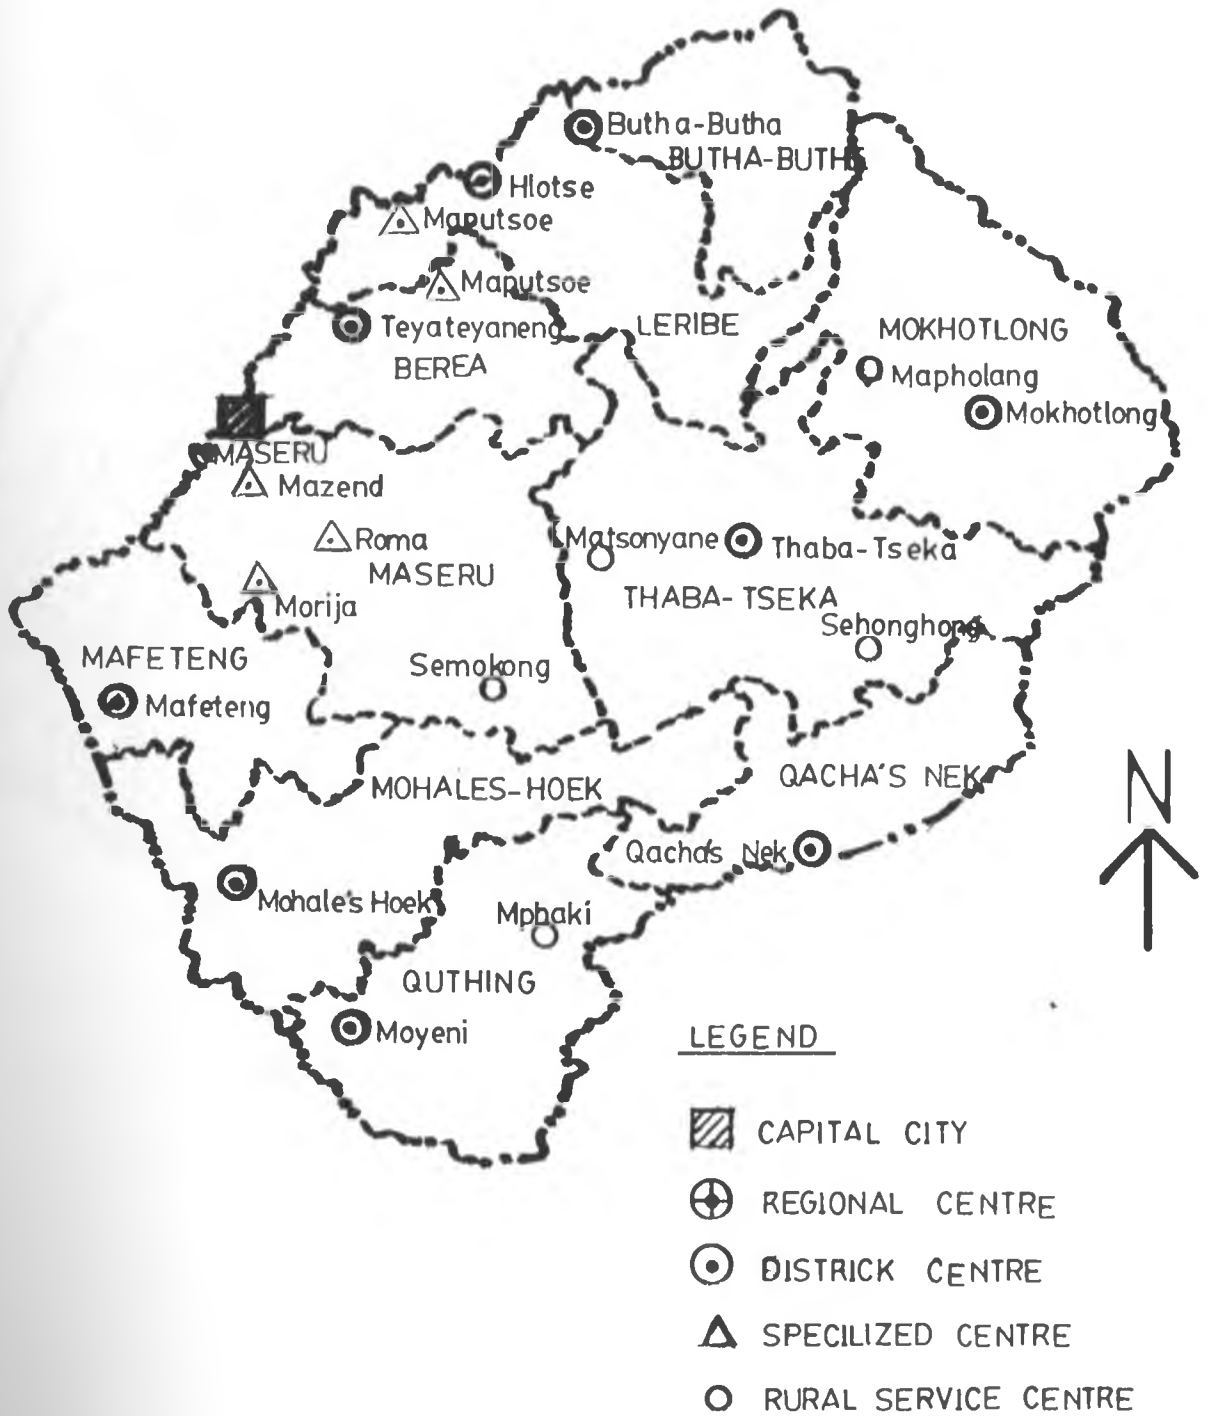 Butha-Butha
BUTHA-BUTHE
Hlotse
Maputsoe
Maputsoe
Teyateyaneng
BEREA
LERIBE
MOKHOTLONG
Mapholang
Mokhotlong
MASERU
Mazend
Roma
MASERU
Morija
Matsonyane
Thaba-Tseka
THABA-TSEKA
Sehonghong
Semokong
MAFETENG
Mafeteng
MOHALES-HOEK
QACHA'S NEK
Qacha's Nek
Mohale's Hoek
Mphaki
QUTHING
Moyeni
N
LEGEND
CAPITAL CITY
REGIONAL CENTRE
DISTRICK CENTRE
SPECILIZED CENTRE
RURAL SERVICE CENTRE